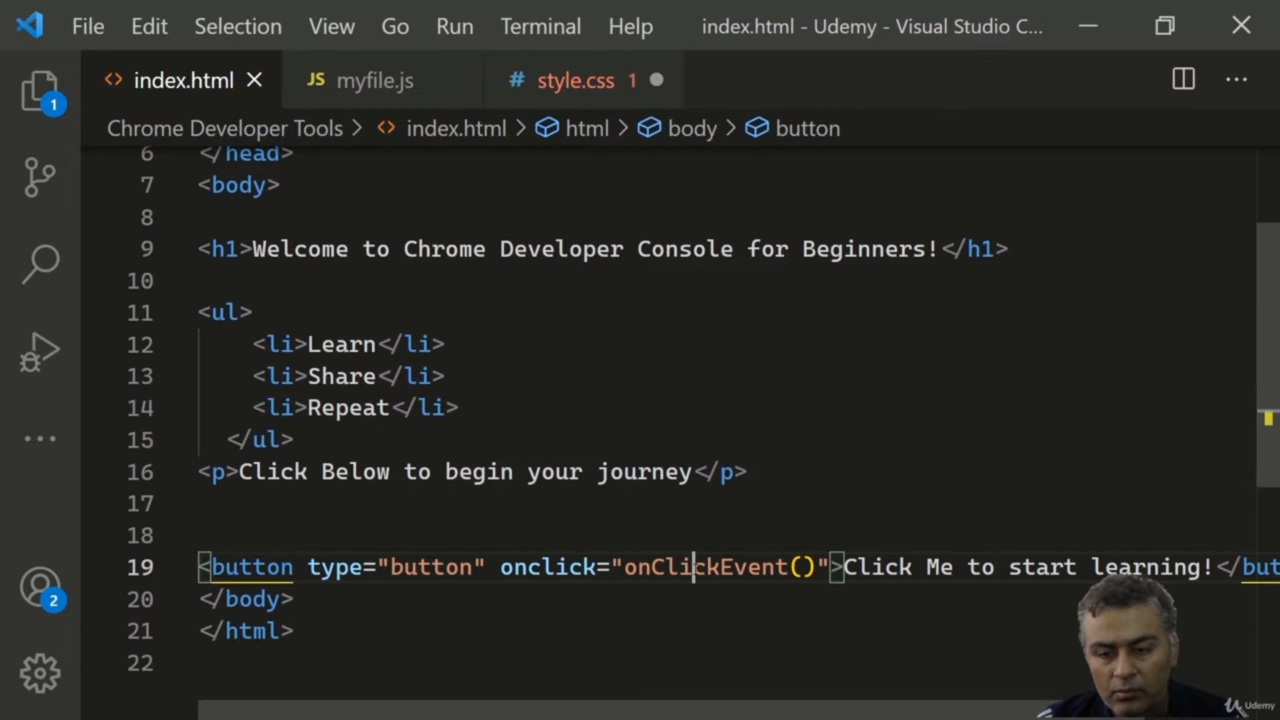 File Edit Selection View Go Run Terminal Help index.html - Udemy - Visual Studio C...
index.html myfile.js style.css 1
Chrome Developer Tools > index.html > html > body > button
6 </head>
7 <body>
8
9 <h1>Welcome to Chrome Developer Console for Beginners!</h1>
10
11 <ul>
12 <li>Learn</li>
13 <li>Share</li>
14 <li>Repeat</li>
15 </ul>
16 <p>Click Below to begin your journey</p>
17
18
19 <button type="button" onclick="onClickEvent()">Click Me to start learning!</but
20 </body>
21 </html>
22
1
2
Udemy